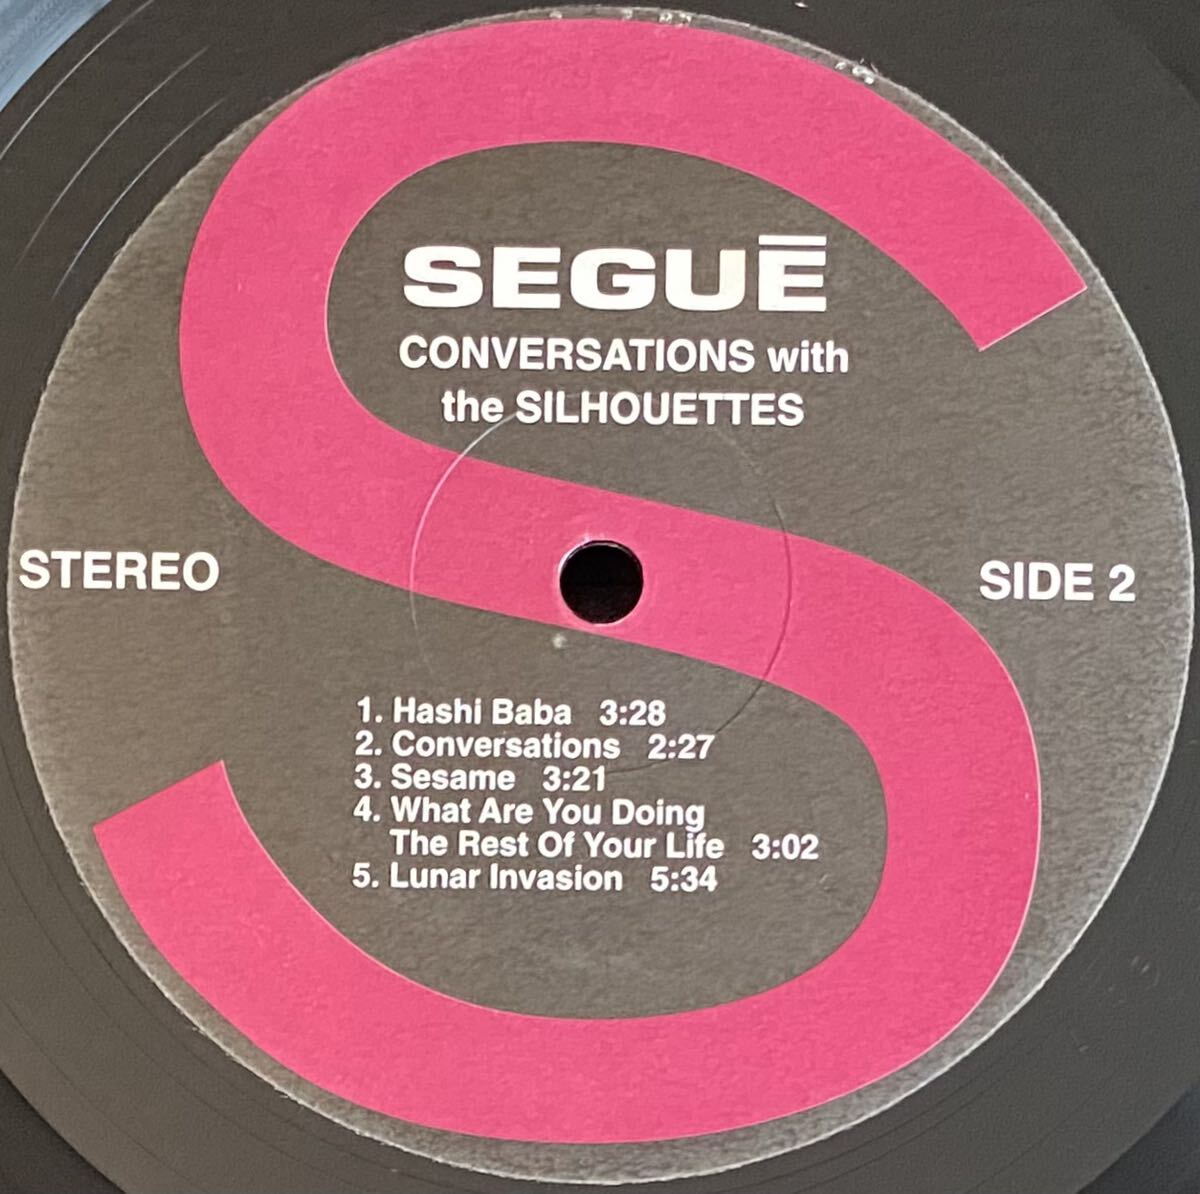 SEGUĒ
CONVERSATIONS with
the SILHOUETTES
STEREO
SIDE 2
1. Hashi Baba 3:28
2. Conversations 2:27
3. Sesame 3:21
4. What Are You Doing
The Rest Of Your Life 3:02
5. Lunar Invasion 5:34